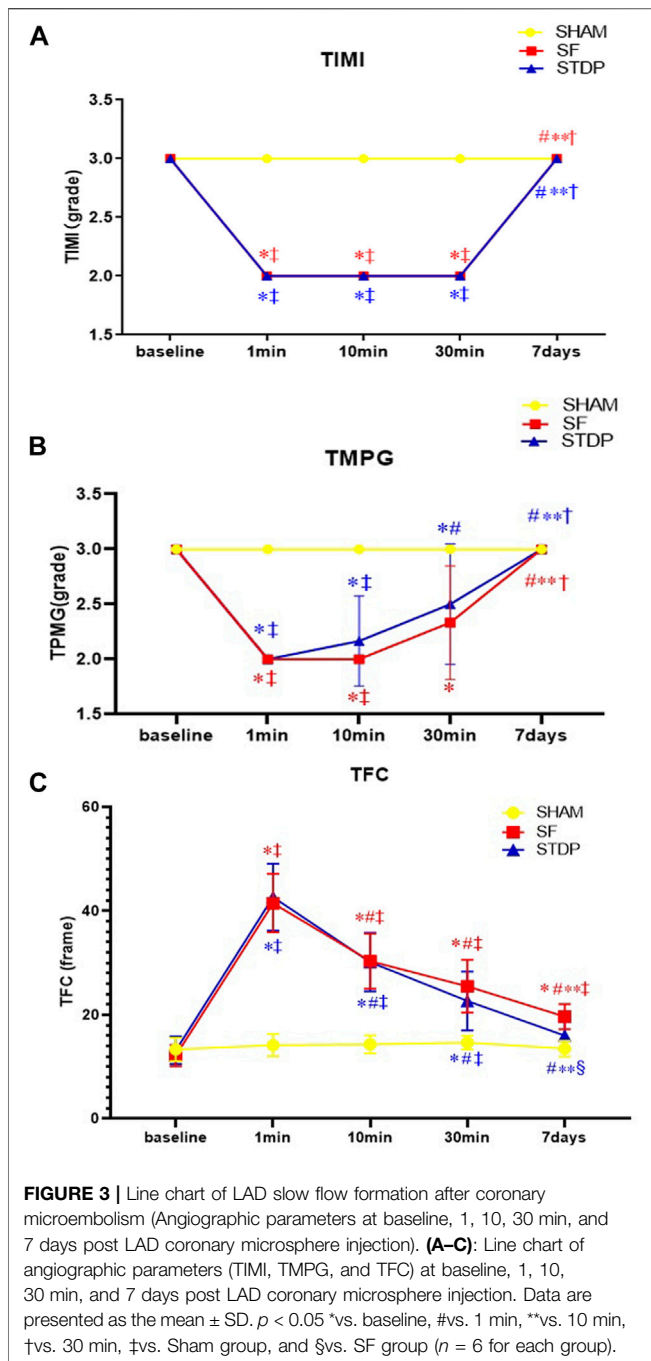 A
SHAM
SF
STDP
TIMI
3.5
#**†
3.0
#**†
TIMI (grade)
2.5
*‡ *‡ *‡
2.0
*‡ *‡ *‡
1.5
baseline 1min 10min 30min 7days
SHAM
SF
STDP
B
TMPG
3.5
*# #**†
3.0
*‡ #**†
TPMG(grade)
2.5
*‡
2.0
*‡ *‡ *
1.5
baseline 1min 10min 30min 7days
TFC
C
60
SHAM
SF
STDP
*‡
*#‡
40
*#‡
TFC (frame)
*‡ *#**‡
*#‡
20
*#‡ #**§
0
baseline 1min 10min 30min 7days
FIGURE 3 | Line chart of LAD slow flow formation after coronary
microembolism (Angiographic parameters at baseline, 1, 10, 30 min, and
7 days post LAD coronary microsphere injection). (A–C): Line chart of
angiographic parameters (TIMI, TMPG, and TFC) at baseline, 1, 10,
30 min, and 7 days post LAD coronary microsphere injection. Data are
presented as the mean ± SD. p < 0.05 *vs. baseline, #vs. 1 min, **vs. 10 min,
†vs. 30 min, ‡vs. Sham group, and §vs. SF group (n = 6 for each group).